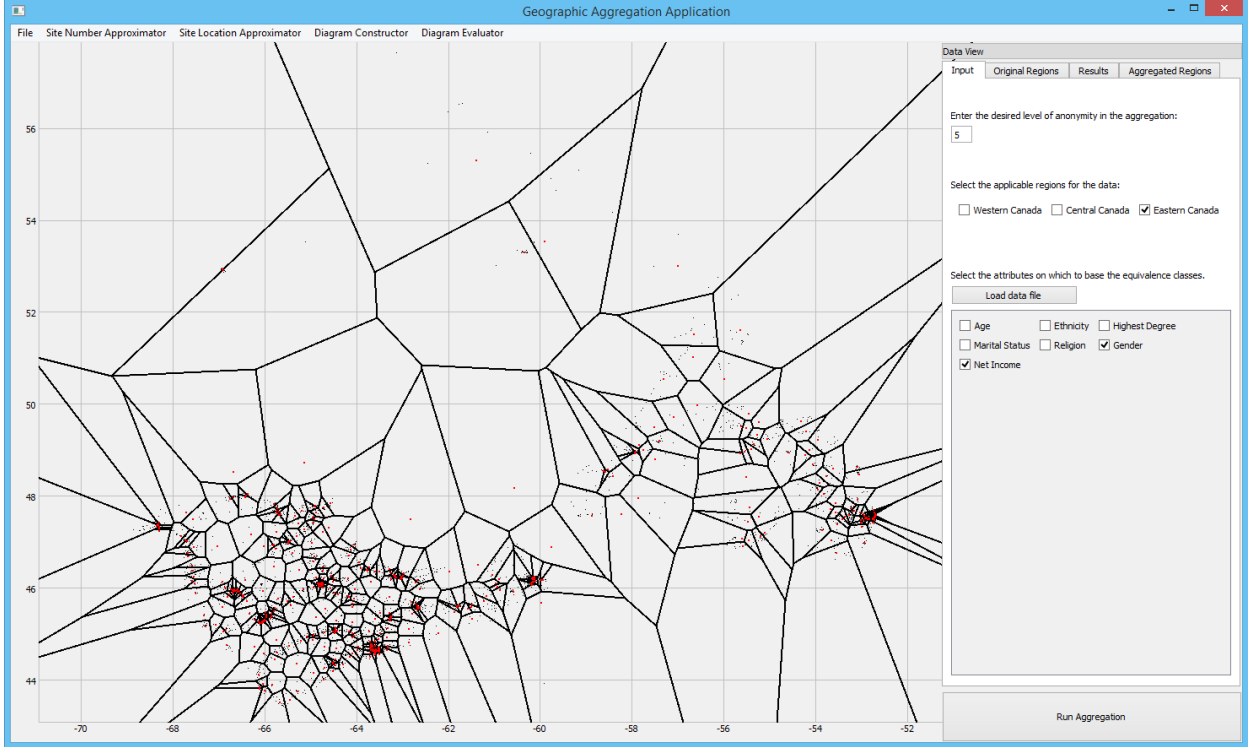 Geographic Aggregation Application
File Site Number Approximator Site Location Approximator Diagram Constructor Diagram Evaluator
Data View
Input Original Regions Results Aggregated Regions
Enter the desired level of anonymity in the aggregation:
5
Select the applicable regions for the data:
Western Canada Central Canada Eastern Canada
Select the attributes on which to base the equivalence classes.
Load data file
Age Ethnicity Highest Degree
Marital Status Religion Gender
Net Income
Run Aggregation
56
54
52
50
48
46
44
-70 -68 -66 -64 -62 -60 -58 -56 -54 -52